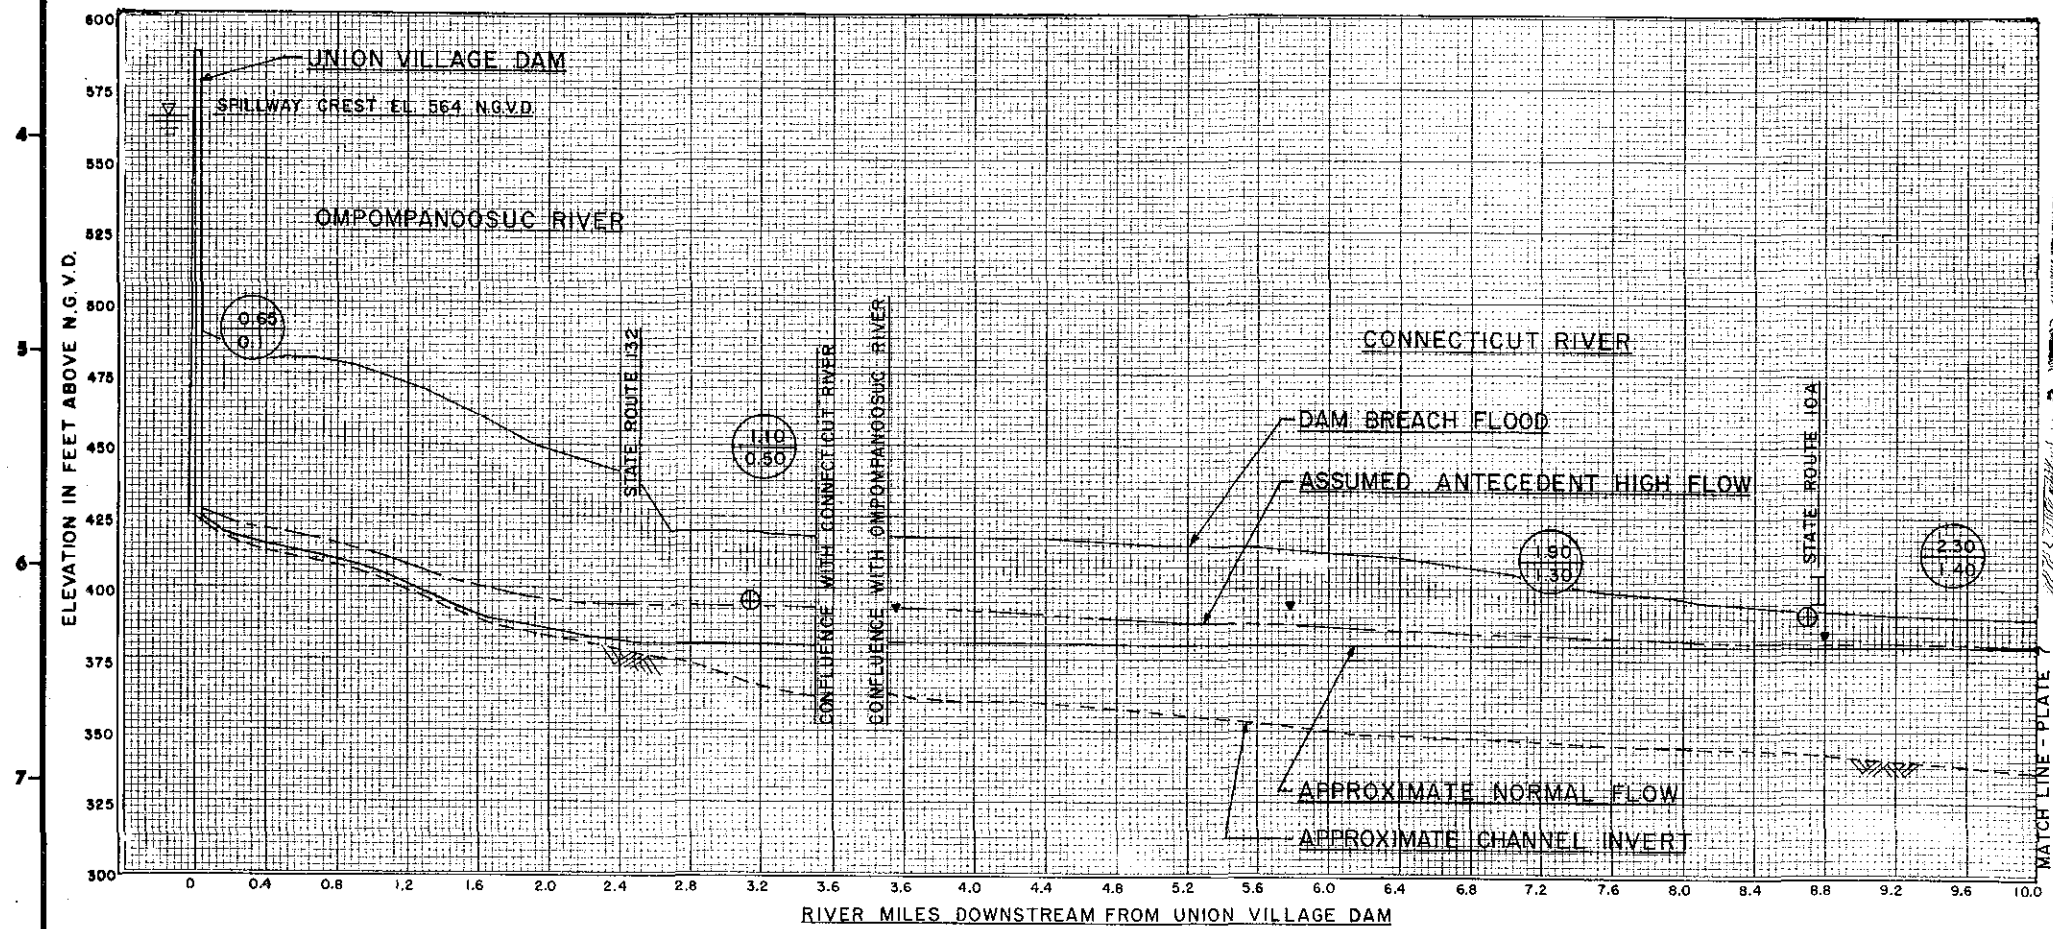 600
575
550
525
500
475
450
425
400
375
350
325
300
ELEVATION IN FEET ABOVE N.G.V.D.
4
5
6
7
UNION VILLAGE DAM
SPILLWAY CREST EL. 564 N.G.V.D.
OMPOMPANOOSUC RIVER
0.65
0.1
STATE ROUTE 132
1.10
0.50
CONFLUENCE WITH CONNECTICUT RIVER
CONFLUENCE WITH OMPOMPANOOSUC RIVER
CONNECTICUT RIVER
DAM BREACH FLOOD
ASSUMED ANTECEDENT HIGH FLOW
1.90
1.30
STATE ROUTE 10A
2.30
1.40
APPROXIMATE NORMAL FLOW
APPROXIMATE CHANNEL INVERT
MATCH LINE - PLATE 7
0 0.4 0.8 1.2 1.6 2.0 2.4 2.8 3.2 3.6 3.6 4.0 4.4 4.8 5.2 5.6 6.0 6.4 6.8 7.2 7.6 8.0 8.4 8.8 9.2 9.6 10.0
RIVER MILES DOWNSTREAM FROM UNION VILLAGE DAM